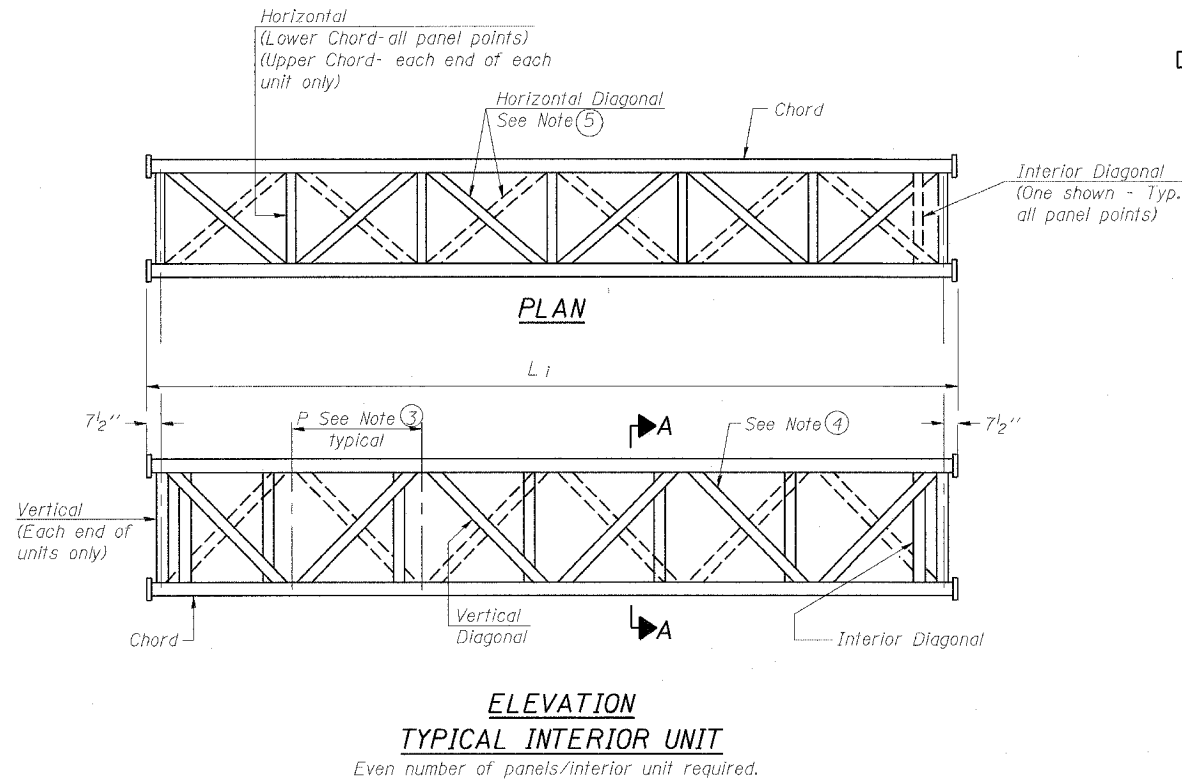 Horizontal
(Lower Chord-all panel points)
(Upper Chord- each end of each
unit only)
Horizontal Diagonal
See Note 5
Chord
Interior Diagonal
(One shown - Typ.
all panel points)
PLAN
L i
7½''
P See Note 3
typical
A
See Note 4
7½''
Vertical
(Each end of
units only)
Chord
Vertical
Diagonal
A
Interior Diagonal
ELEVATION
TYPICAL INTERIOR UNIT
Even number of panels/interior unit required.